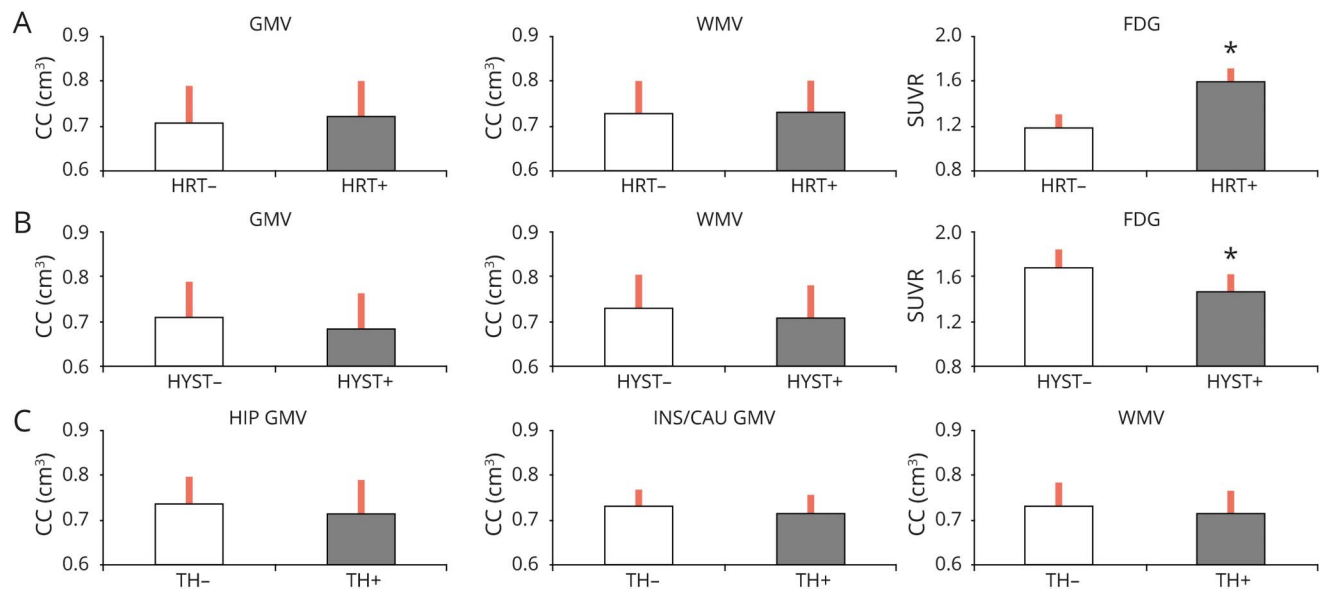 A
GMV
WMV
FDG
CC (cm³)
0.9
0.8
0.7
0.6
HRT– HRT+
CC (cm³)
0.9
0.8
0.7
0.6
HRT– HRT+
SUVR
2.0
1.6
1.2
0.8
*
HRT– HRT+
B
GMV
WMV
FDG
CC (cm³)
0.9
0.8
0.7
0.6
HYST– HYST+
CC (cm³)
0.9
0.8
0.7
0.6
HYST– HYST+
SUVR
2.0
1.6
1.2
0.8
*
HYST– HYST+
C
HIP GMV
INS/CAU GMV
WMV
CC (cm³)
0.9
0.8
0.7
0.6
TH– TH+
CC (cm³)
0.9
0.8
0.7
0.6
TH– TH+
CC (cm³)
0.9
0.8
0.7
0.6
TH– TH+